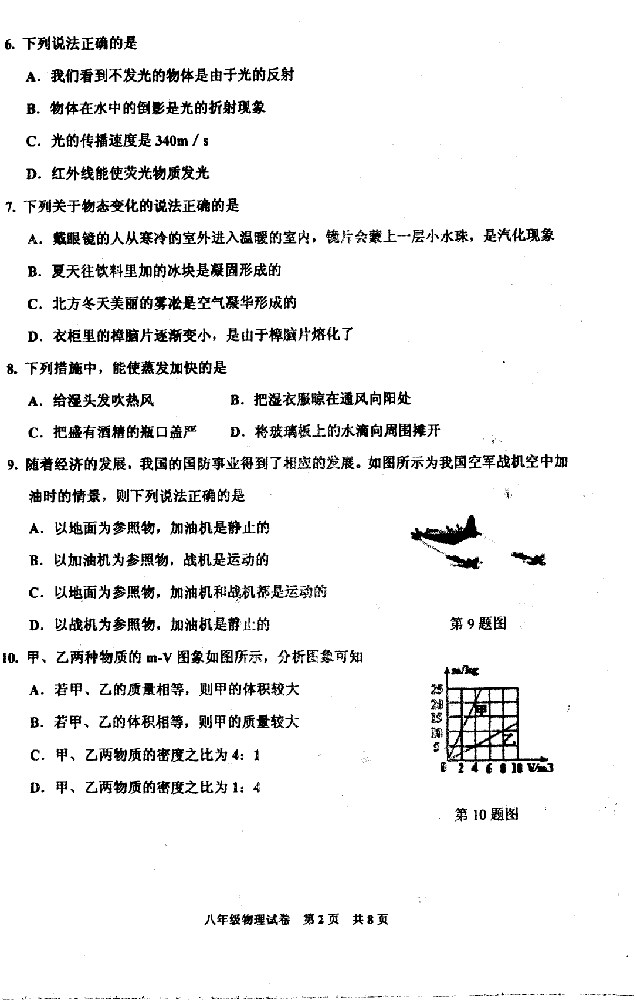 6. 下列说法正确的是
A．我们看到不发光的物体是由于光的反射
B．物体在水中的倒影是光的折射现象
C．光的传播速度是 340m／s
D．红外线能使荧光物质发光
7. 下列关于物态变化的说法正确的是
A．戴眼镜的人从寒冷的室外进入温暖的室内，镜片会蒙上一层小水珠，是汽化现象
B．夏天往饮料里加的冰块是凝固形成的
C．北方冬天美丽的雾凇是空气凝华形成的
D．衣柜里的樟脑片逐渐变小，是由于樟脑片熔化了
8. 下列措施中，能使蒸发加快的是
A．给湿头发吹热风 B．把湿衣服晾在通风向阳处
C．把盛有酒精的瓶口盖严 D．将玻璃板上的水滴向周围摊开
9. 随着经济的发展，我国的国防事业得到了相应的发展。如图所示为我国空军战机空中加
油时的情景，则下列说法正确的是
A．以地面为参照物，加油机是静止的
B．以加油机为参照物，战机是运动的
C．以地面为参照物，加油机和战机都是运动的
D．以战机为参照物，加油机是静止的
第 9 题图
10. 甲、乙两种物质的 m-V 图象如图所示，分析图象可知
A．若甲、乙的质量相等，则甲的体积较大
B．若甲、乙的体积相等，则甲的质量较大
C．甲、乙两物质的密度之比为 4：1
D．甲、乙两物质的密度之比为 1：4
m/kg
25
20
15
10
5
甲
乙
0 2 4 6 8 10 V/m3
第 10 题图
八年级物理试卷 第 2 页 共 8 页